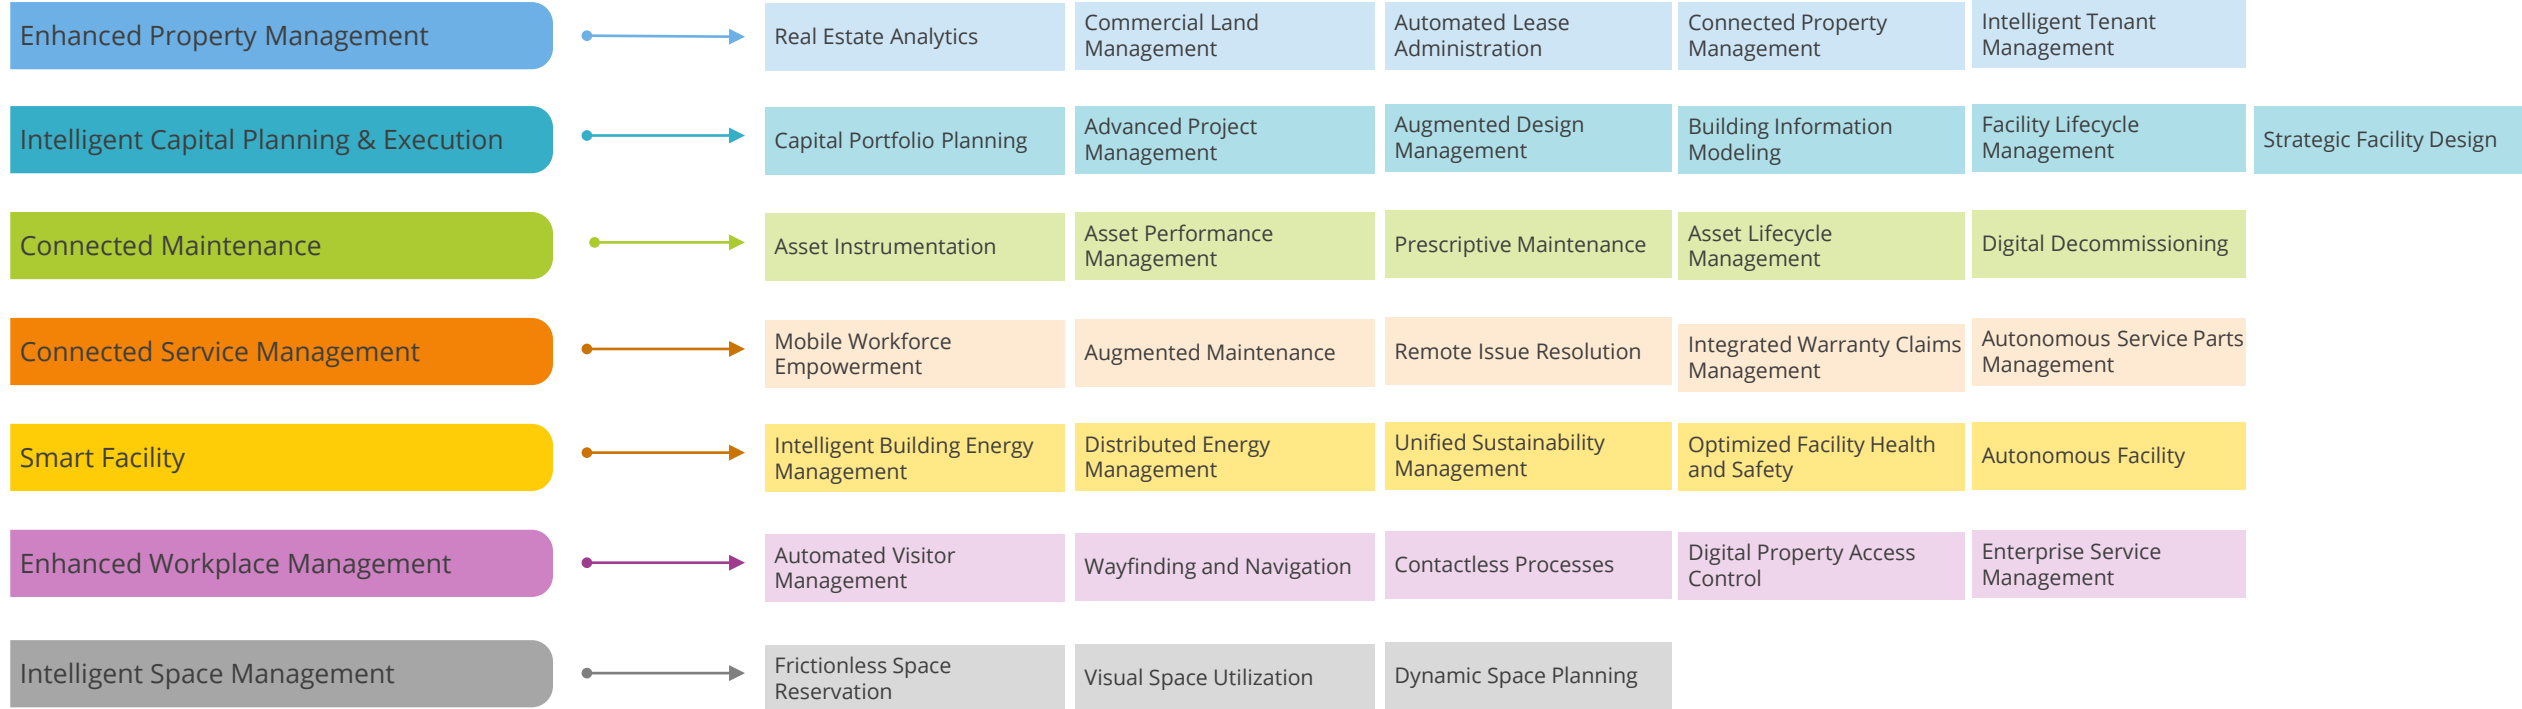 Enhanced Property Management
Real Estate Analytics
Commercial Land
Management
Automated Lease
Administration
Connected Property
Management
Intelligent Tenant
Management
Intelligent Capital Planning & Execution
Capital Portfolio Planning
Advanced Project
Management
Augmented Design
Management
Building Information
Modeling
Facility Lifecycle
Management
Strategic Facility Design
Connected Maintenance
Asset Instrumentation
Asset Performance
Management
Prescriptive Maintenance
Asset Lifecycle
Management
Digital Decommissioning
Connected Service Management
Mobile Workforce
Empowerment
Augmented Maintenance
Remote Issue Resolution
Integrated Warranty Claims
Management
Autonomous Service Parts
Management
Smart Facility
Intelligent Building Energy
Management
Distributed Energy
Management
Unified Sustainability
Management
Optimized Facility Health
and Safety
Autonomous Facility
Enhanced Workplace Management
Automated Visitor
Management
Wayfinding and Navigation
Contactless Processes
Digital Property Access
Control
Enterprise Service
Management
Intelligent Space Management
Frictionless Space
Reservation
Visual Space Utilization
Dynamic Space Planning